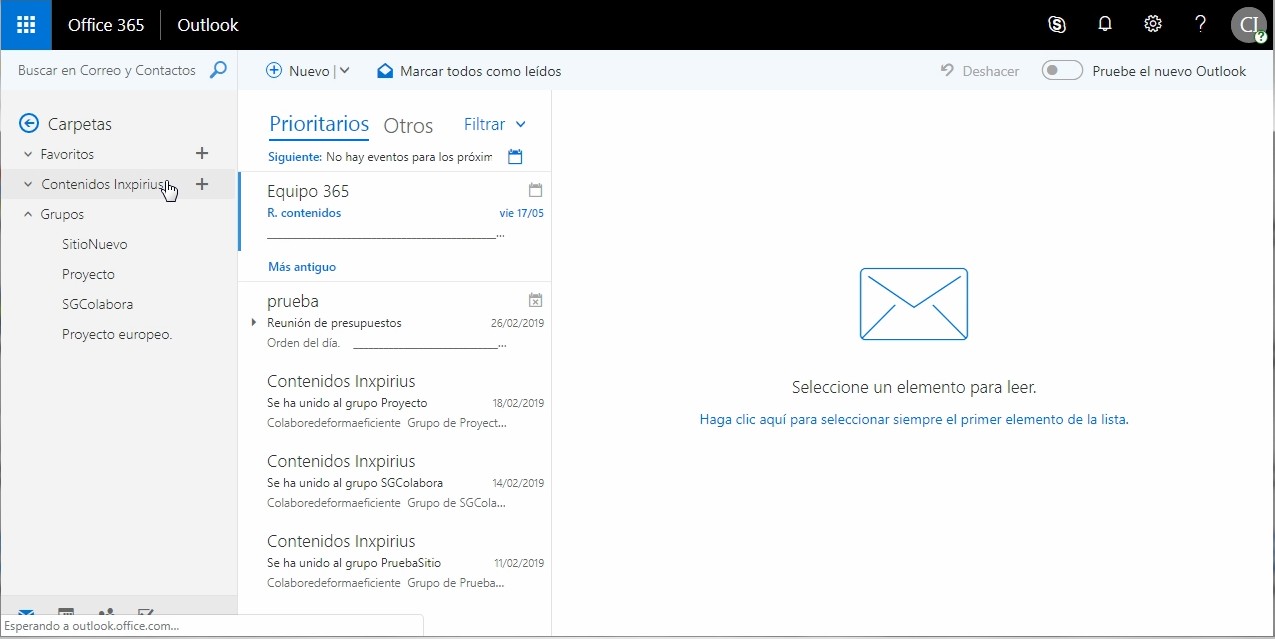 Office 365 Outlook CI ?
Buscar en Correo y Contactos
Nuevo
Marcar todos como leídos
Deshacer
Pruebe el nuevo Outlook
Carpetas
Favoritos
Contenidos Inxpirius
Grupos
SitioNuevo
Proyecto
SGColabora
Proyecto europeo.
Prioritarios Otros Filtrar
Siguiente: No hay eventos para los próxim
Equipo 365
R. contenidos vie 17/05
Más antiguo
prueba
Reunión de presupuestos 26/02/2019
Orden del día. ...
Contenidos Inxpirius
Se ha unido al grupo Proyecto 18/02/2019
Colaboredeformaeficiente Grupo de Proyect...
Contenidos Inxpirius
Se ha unido al grupo SGColabora 14/02/2019
Colaboredeformaeficiente Grupo de SGCola...
Contenidos Inxpirius
Se ha unido al grupo PruebaSitio 11/02/2019
Colaboredeformaeficiente Grupo de Prueba...
Seleccione un elemento para leer.
Haga clic aquí para seleccionar siempre el primer elemento de la lista.
Esperando a outlook.office.com...